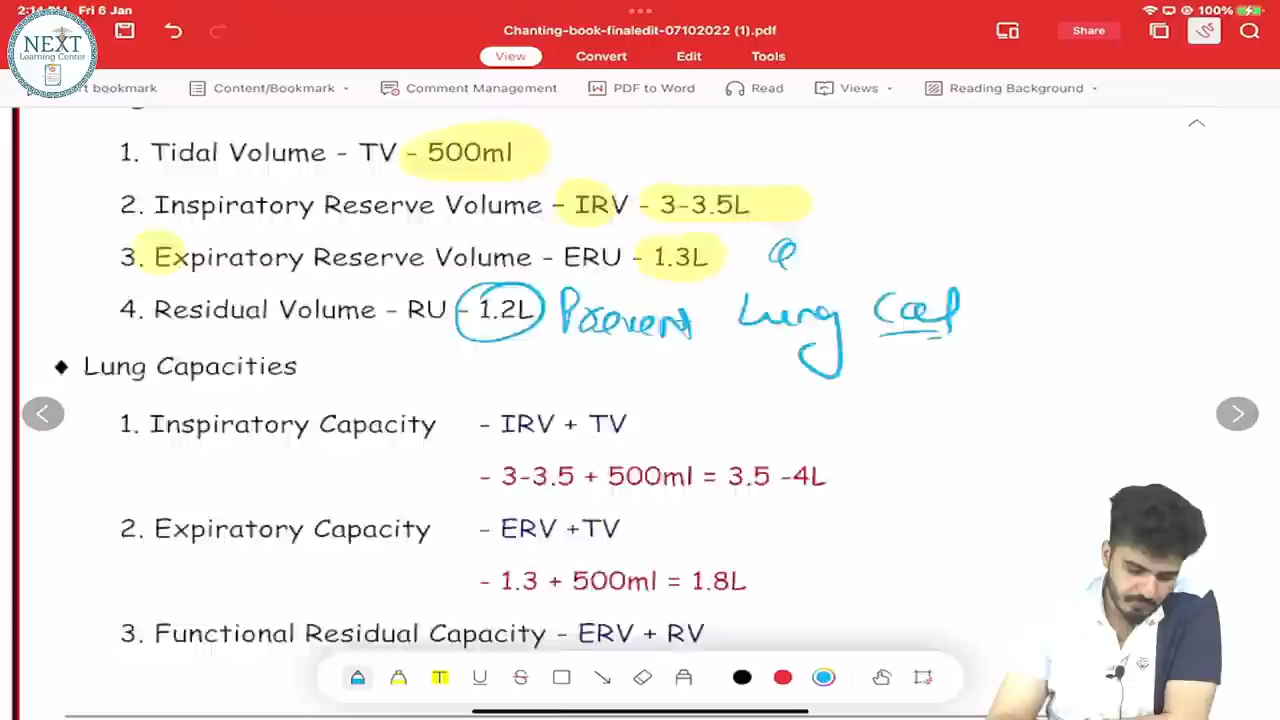 2:14 PM Fri 6 Jan
100%
NEXT
Learning Center
Chanting-book-finaledit-07102022 (1).pdf
Share
View Convert Edit Tools
bookmark Content/Bookmark Comment Management PDF to Word Read Views Reading Background
1. Tidal Volume - TV - 500ml
2. Inspiratory Reserve Volume - IRV - 3-3.5L
3. Expiratory Reserve Volume - ERU - 1.3L
4. Residual Volume - RU - 1.2L Prevent Lung
◆ Lung Capacities
1. Inspiratory Capacity - IRV + TV
- 3-3.5 + 500ml = 3.5 -4L
2. Expiratory Capacity - ERV +TV
- 1.3 + 500ml = 1.8L
3. Functional Residual Capacity - ERV + RV